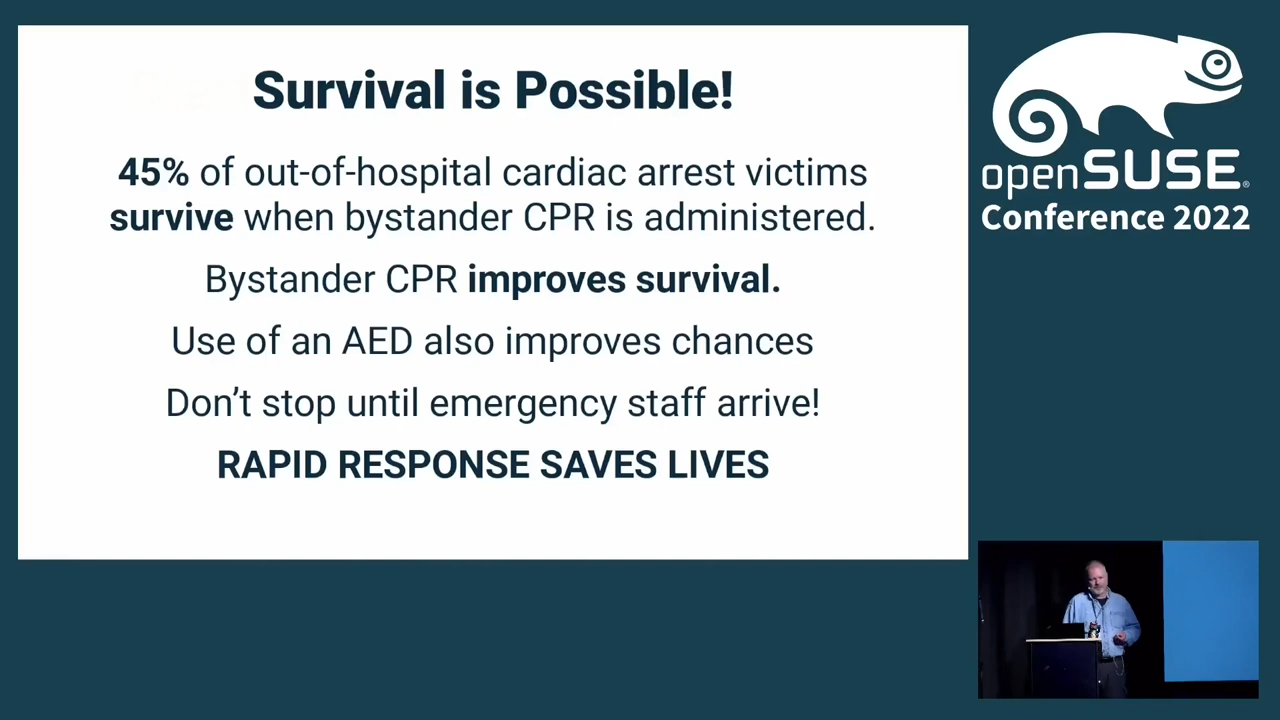 Survival is Possible!
45% of out-of-hospital cardiac arrest victims
survive when bystander CPR is administered.
Bystander CPR improves survival.
Use of an AED also improves chances
Don’t stop until emergency staff arrive!
RAPID RESPONSE SAVES LIVES
openSUSE®
Conference 2022